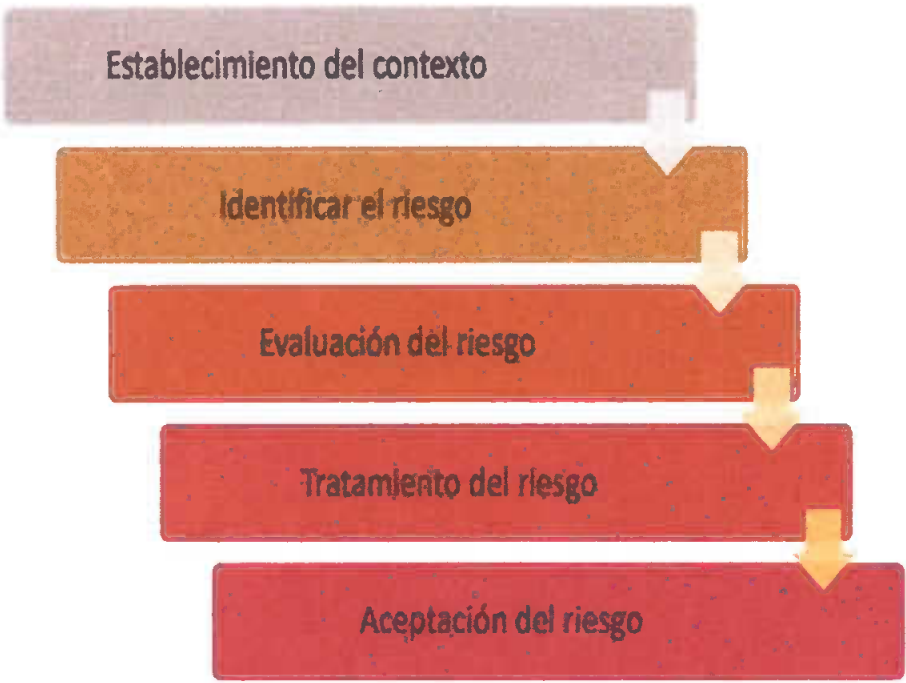 Establecimiento del contexto
Identificar el riesgo
Evaluación del riesgo
Tratamiento del riesgo
Aceptación del riesgo